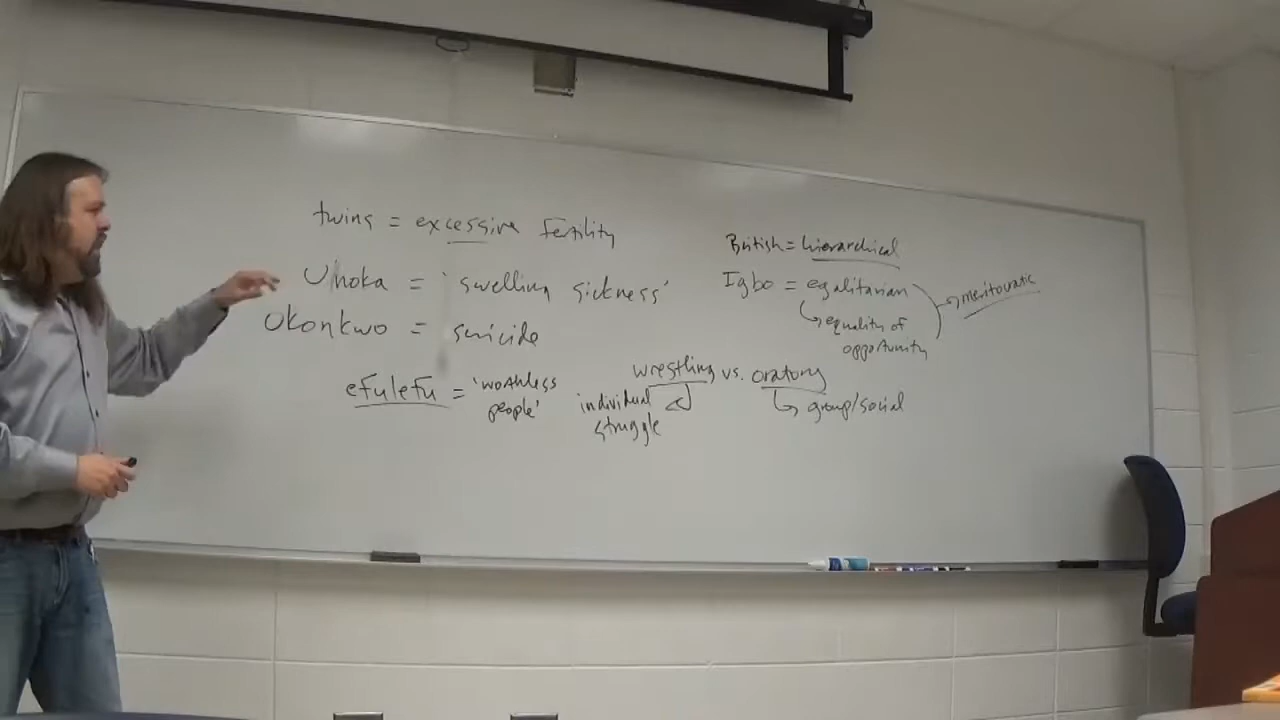 twins = excessive fertility
Unoka = 'swelling sickness'
Okonkwo = suicide
efulefu = 'worthless
people'
wrestling vs. oratory
individual
struggle
group/social
British = hierarchical
Igbo = egalitarian
equality of
opportunity
meritocratic